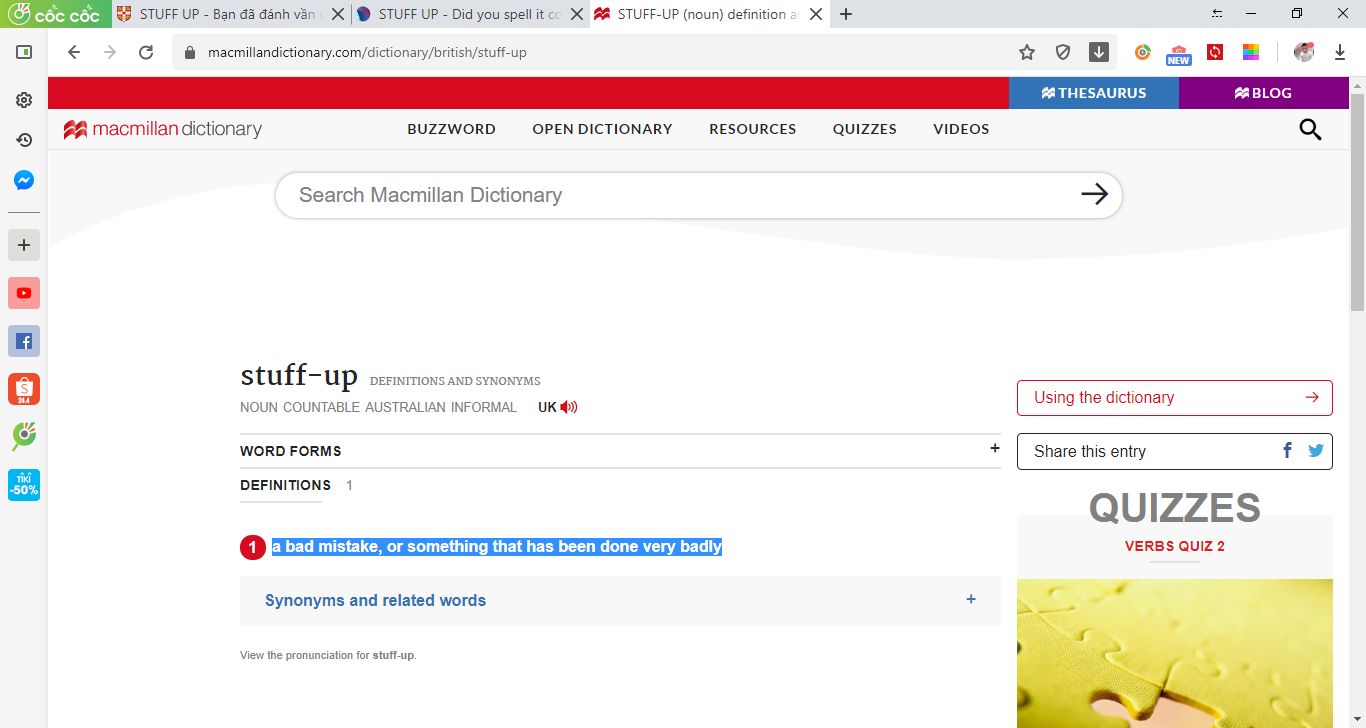 cốc cốc
STUFF UP - Bạn đã đánh vần
STUFF UP - Did you spell it co
STUFF-UP (noun) definition a
macmillandictionary.com/dictionary/british/stuff-up
NEW
THESAURUS
BLOG
macmillan dictionary
BUZZWORD
OPEN DICTIONARY
RESOURCES
QUIZZES
VIDEOS
Search Macmillan Dictionary
stuff-up DEFINITIONS AND SYNONYMS
NOUN COUNTABLE AUSTRALIAN INFORMAL UK
WORD FORMS +
DEFINITIONS 1
1 a bad mistake, or something that has been done very badly
Synonyms and related words +
View the pronunciation for stuff-up.
Using the dictionary
Share this entry
QUIZZES
VERBS QUIZ 2
S
24.4
TIKI
-50%